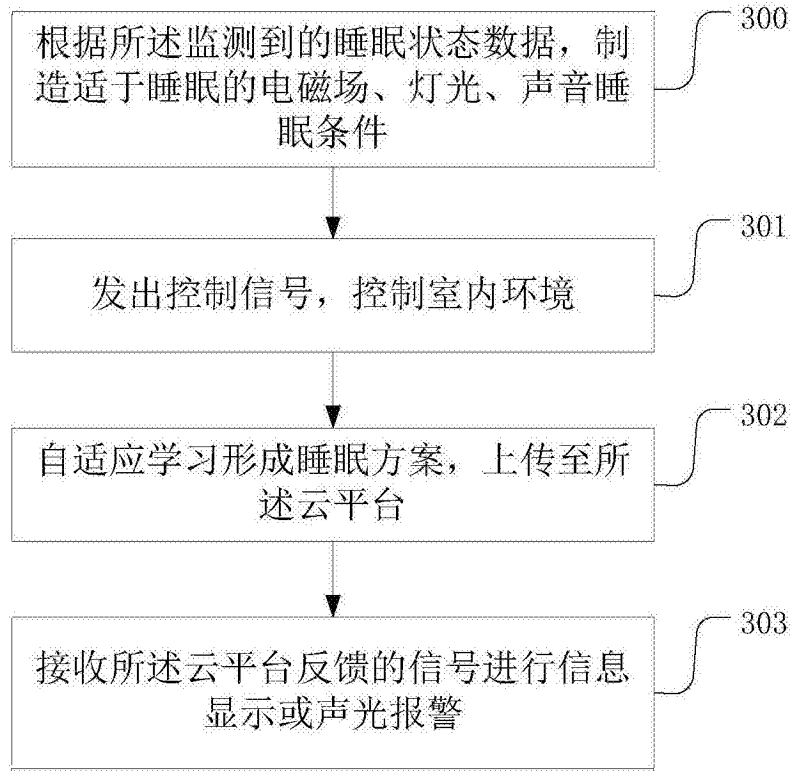 300
根据所述监测到的睡眠状态数据，制
造适于睡眠的电磁场、灯光、声音睡
眠条件
301
发出控制信号，控制室内环境
302
自适应学习形成睡眠方案，上传至所
述云平台
303
接收所述云平台反馈的信号进行信息
显示或声光报警